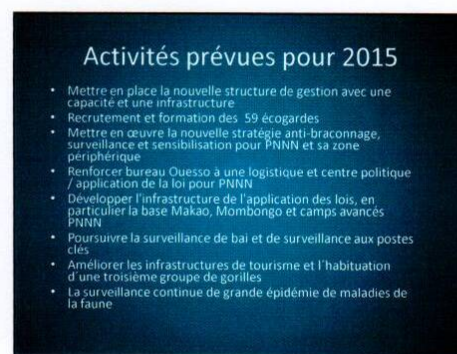 Activités prévues pour 2015
• Mettre en place la nouvelle structure de gestion avec une
capacité et une infrastructure
• Recrutement et formation des 59 écogardes
• Mettre en œuvre la nouvelle stratégie anti-braconnage,
surveillance et sensibilisation pour PNNN et sa zone
périphérique
• Renforcer bureau Ouesso à une logistique et centre politique
/ application de la loi pour PNNN
• Développer l'infrastructure de l'application des lois, en
particulier la base Makao, Mombongo et camps avancés
PNNN
• Poursuivre la surveillance de bai et de surveillance aux postes
clés
• Améliorer les infrastructures de tourisme et l'habituation
d'une troisième groupe de gorilles
• La surveillance continue de grande épidémie de maladies de
la faune